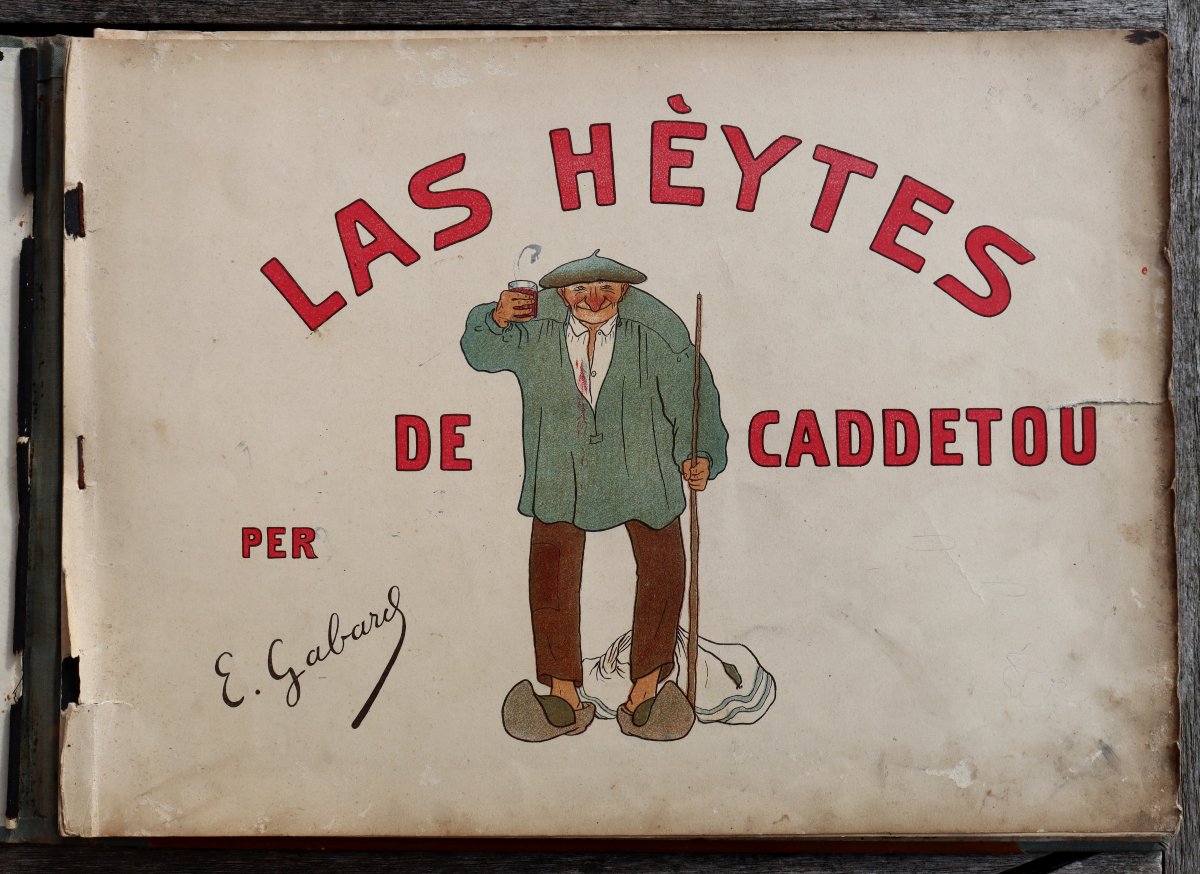 LAS HÈYTES
DE CADDETOU
PER
E. Gabard